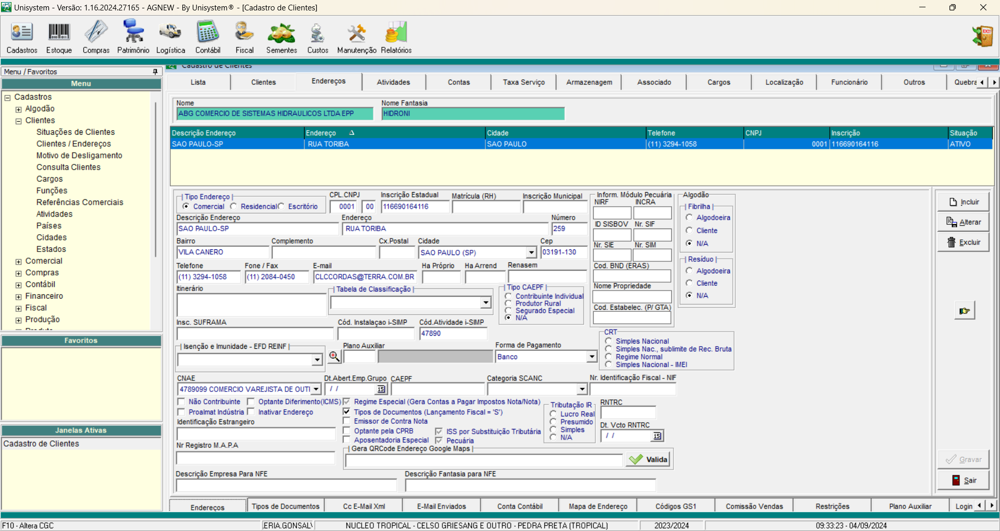 Unisystem - Versão: 1.16.2024.27165 - AGNEW - By Unisystem® - [Cadastro de Clientes]
Cadastros Estoque Compras Patrimônio Logística Contábil Fiscal Sementes Custos Manutenção Relatórios
EXIT
Menu / Favoritos
Menu
Cadastros
Algodão
Clientes
Situações de Clientes
Clientes / Endereços
Motivo de Desligamento
Consulta Clientes
Cargos
Funções
Referências Comerciais
Atividades
Países
Cidades
Estados
Comercial
Compras
Contábil
Financeiro
Fiscal
Produção
Favoritos
Janelas Ativas
Cadastro de Clientes
Cadastro de Clientes
Lista Clientes Endereços Atividades Contas Taxa Serviço Armazenagem Associado Cargos Localização Funcionário Outros Quebra
Nome Nome Fantasia
ABG COMERCIO DE SISTEMAS HIDRAULICOS LTDA EPP HIDRONI
Descrição Endereço Endereço Cidade Telefone CNPJ Inscrição Situação
SAO PAULO-SP RUA TORIBA SAO PAULO (11) 3294-1058 0001 116690164116 ATIVO
Tipo Endereço CPL.CNPJ Inscrição Estadual Matrícula (RH) Inscrição Municipal
Comercial Residencial Escritório 0001 00 116690164116
Descrição Endereço Endereço Número
SAO PAULO-SP RUA TORIBA 259
Bairro Complemento Cx.Postal Cidade Cep
VILA CANERO SAO PAULO (SP) 03191-130
Telefone Fone / Fax E-mail Ha Próprio Ha Arrend Renasem
(11) 3294-1058 (11) 2084-0450 CLCCORDAS@TERRA.COM.BR
Itinerário Tabela de Classificação Tipo CAEPF
Contribuinte Individual
Produtor Rural
Segurado Especial
N/A
Insc. SUFRAMA Cód. Instalaçao i-SIMP Cód.Atividade i-SIMP
47890
Isenção e Imunidade - EFD REINF Plano Auxiliar Forma de Pagamento
Banco
Inform. Módulo Pecuária
NIRF INCRA
ID SISBOV Nr. SIF
Nr. SIE Nr. SIM
Cod. BND (ERAS)
Nome Propriedade
Cod. Estabelec. (P/ GTA)
Algodão
Fibrilha
Algodoeira
Cliente
N/A
Resíduo
Algodoeira
Cliente
N/A
CRT
Simples Nacional
Simples Nac., sublimite de Rec. Bruta
Regime Normal
Simples Nacional - IMEI
CNAE Dt.Abert.Emp.Grupo CAEPF Categoria SCANC Nr. Identificação Fiscal - NIF
4789099 COMERCIO VAREJISTA DE OUTI / / 15
Não Contribuinte Optante Diferimento(ICMS) Regime Especial (Gera Contas a Pagar Impostos Nota/Nota)
Proalmat Indústria Inativar Endereço Tipos de Documentos (Lançamento Fiscal = 'S')
Emissor de Contra Nota
Optante pela CPRB ISS por Substituição Tributária
Aposentadoria Especial Pecuária
Tributação IR
Lucro Real
Presumido
Simples
N/A
RNTRC
Dt. Vcto RNTRC
/ / 15
Identificação Estrangeiro
Nr Registro M.A.P.A
Gera QRCode Endereço Google Maps
Valida
Descrição Empresa Para NFE Descrição Fantasia para NFE
Incluir
Alterar
Excluir
Gravar
Sair
Endereços Tipos de Documentos Cc E-Mail Xml E-Mail Enviados Conta Contábil Mapa de Endereço Códigos GS1 Comissão Vendas Restrições Plano Auxiliar Login
F10 - Altera CGC .ERIA.GONSAL\ NUCLEO TROPICAL - CELSO GRIESANG E OUTRO - PEDRA PRETA (TROPICAL) 2023/2024 09:33:23 - 04/09/2024